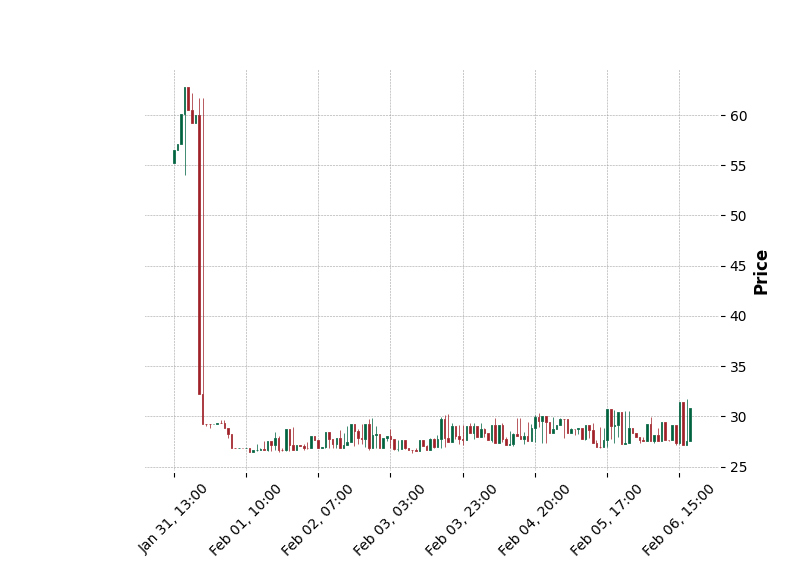 60
55
50
45
40
35
30
25
Price
Jan 31, 13:00
Feb 01, 10:00
Feb 02, 07:00
Feb 03, 03:00
Feb 03, 23:00
Feb 04, 20:00
Feb 05, 17:00
Feb 06, 15:00